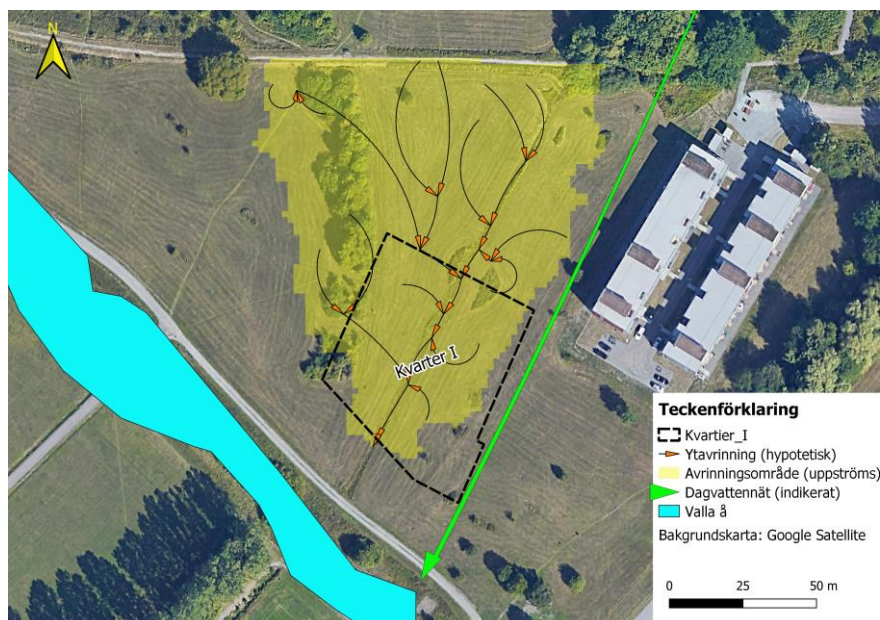 N
Kvarter I
Teckenförklaring
Kvartier_I
Ytavrinning (hypotetisk)
Avrinningsområde (uppströms)
Dagvattennät (indikerat)
Valla å
Bakgrundskarta: Google Satellite
0 25 50 m